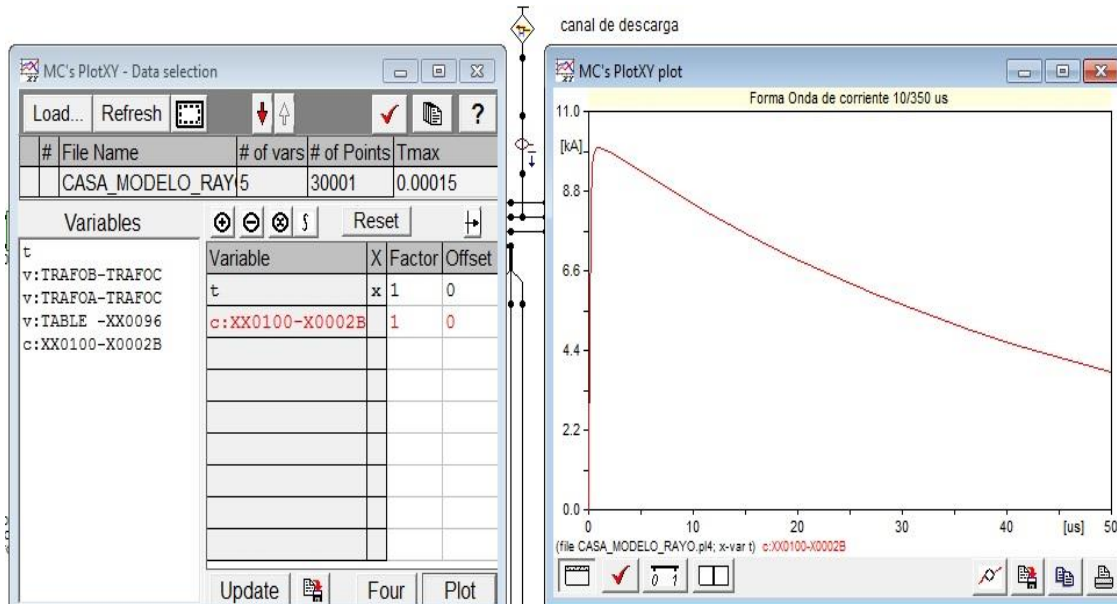 canal de descarga
MC's PlotXY - Data selection
Load... Refresh ?
# File Name # of vars # of Points Tmax
CASA_MODELO_RAY 5 30001 0.00015
Variables
t
v:TRAFOB-TRAFOC
v:TRAFOA-TRAFOC
v:TABLE -XX0096
c:XX0100-X0002B
Reset
Variable X Factor Offset
t x 1 0
c:XX0100-X0002B 1 0
Update Four Plot
MC's PlotXY plot
Forma Onda de corriente 10/350 us
11.0
[kA]
8.8
6.6
4.4
2.2
0.0
0 10 20 30 40 [us] 50
(file CASA_MODELO_RAYO.pl4; x-var t) c:XX0100-X0002B
0 1